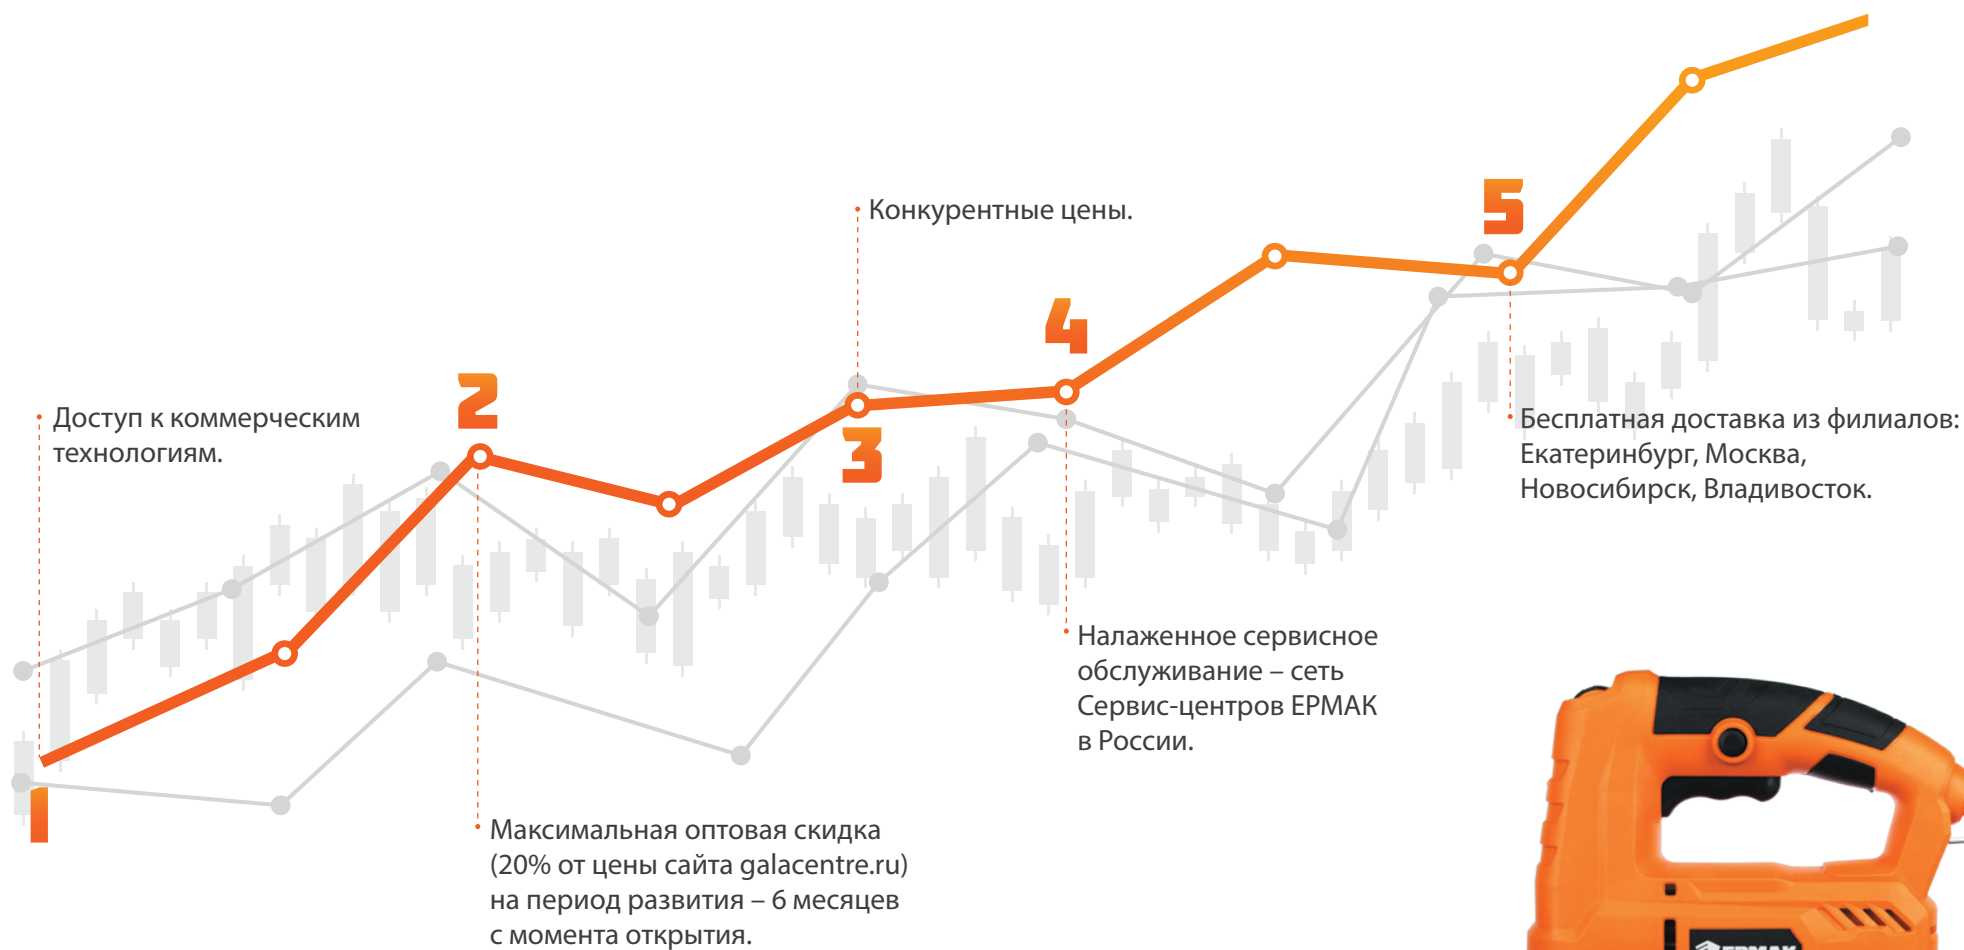 1
Доступ к коммерческим
технологиям.
2
Максимальная оптовая скидка
(20% от цены сайта galacentre.ru)
на период развития – 6 месяцев
с момента открытия.
3
Конкурентные цены.
4
Налаженное сервисное
обслуживание – сеть
Сервис-центров ЕРМАК
в России.
5
Бесплатная доставка из филиалов:
Екатеринбург, Москва,
Новосибирск, Владивосток.
ЕРМАК